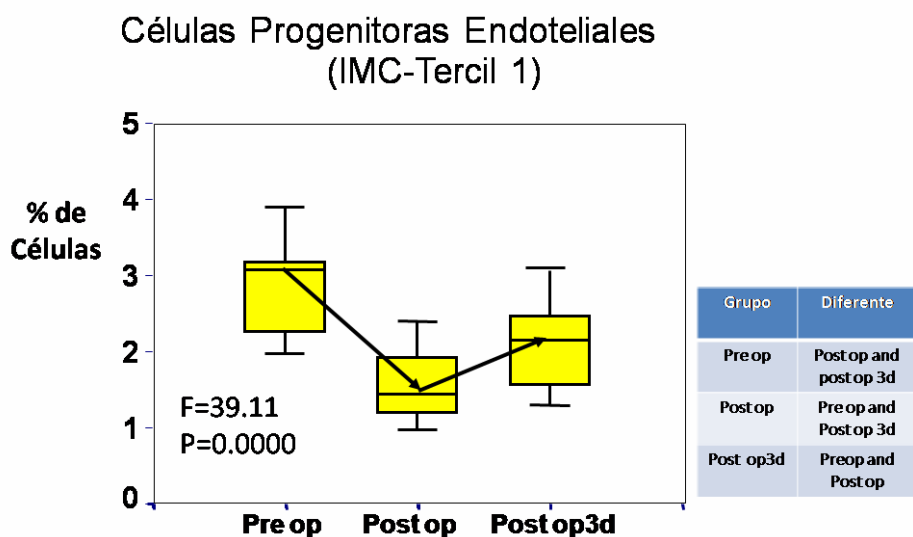 Células Progenitoras Endoteliales
(IMC-Tercil 1)
% de
Células
5
4
3
2
1
0
F=39.11
P=0.0000
Pre op
Post op
Post op3d
Grupo Diferente
Pre op Post op and
post op 3d
Post op Pre op and
Post op 3d
Post op3d Preop and
Post op